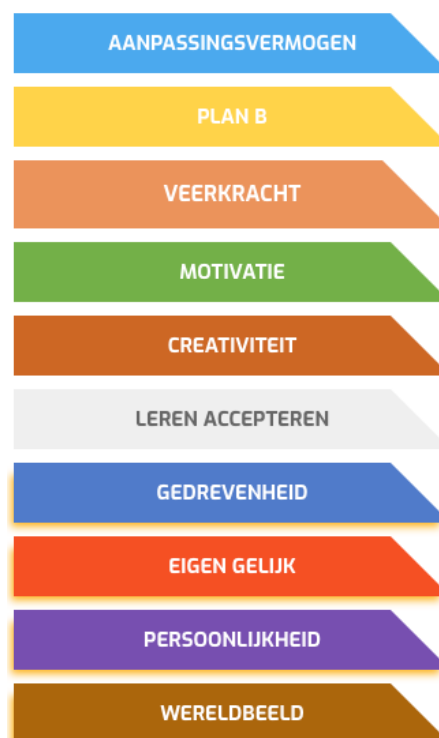 AANPASSINGSVERMOGEN
PLAN B
VEERKRACHT
MOTIVATIE
CREATIVITEIT
LEREN ACCEPTEREN
GEDREVENHEID
EIGEN GELIJK
PERSOONLIJKHEID
WERELDBEELD